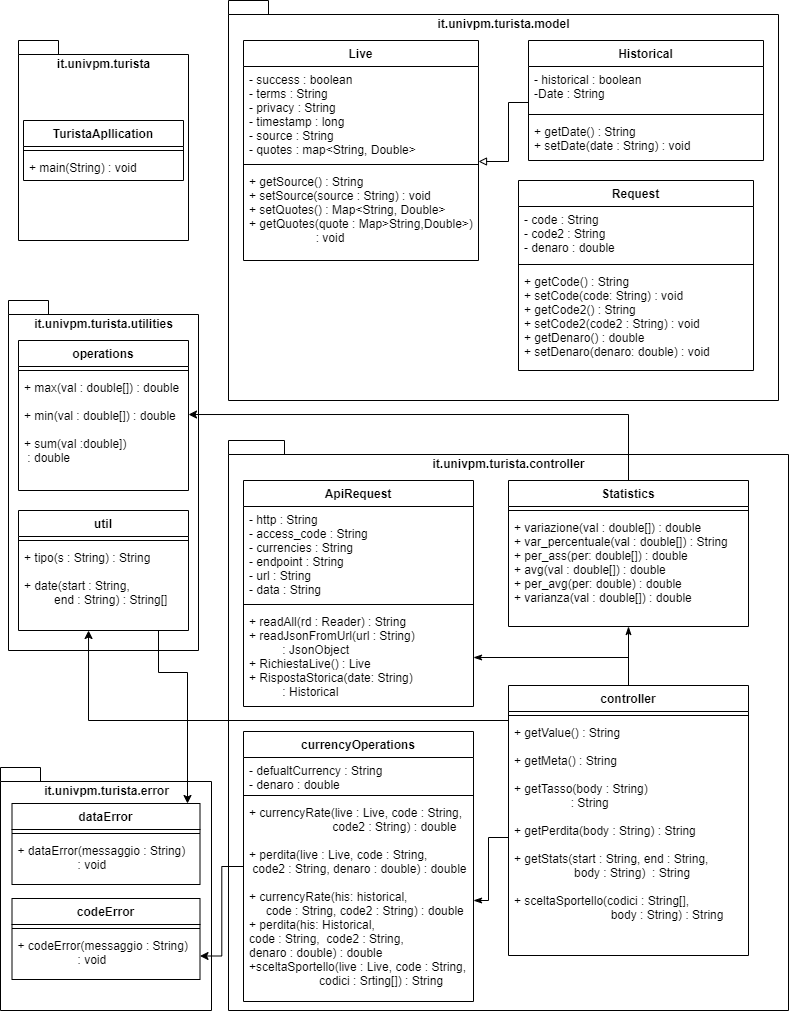 it.univpm.turista
TuristaApllication
+ main(String) : void
it.univpm.turista.model
Live
- success : boolean
- terms : String
- privacy : String
- timestamp : long
- source : String
- quotes : map<String, Double>
+ getSource() : String
+ setSource(source : String) : void
+ setQuotes() : Map<String, Double>
+ getQuotes(quote : Map>String,Double>)
: void
Historical
- historical : boolean
-Date : String
+ getDate() : String
+ setDate(date : String) : void
Request
- code : String
- code2 : String
- denaro : double
+ getCode() : String
+ setCode(code: String) : void
+ getCode2() : String
+ setCode2(code2 : String) : void
+ getDenaro() : double
+ setDenaro(denaro: double) : void
it.univpm.turista.utilities
operations
+ max(val : double[]) : double
+ min(val : double[]) : double
+ sum(val :double])
: double
util
+ tipo(s : String) : String
+ date(start : String,
end : String) : String[]
it.univpm.turista.controller
ApiRequest
- http : String
- access_code : String
- currencies : String
- endpoint : String
- url : String
- data : String
+ readAll(rd : Reader) : String
+ readJsonFromUrl(url : String)
: JsonObject
+ RichiestaLive() : Live
+ RispostaStorica(date: String)
: Historical
Statistics
+ variazione(val : double[]) : double
+ var_percentuale(val : double[]) : String
+ per_ass(per: double[]) : double
+ avg(val : double[]) : double
+ per_avg(per: double) : double
+ varianza(val : double[]) : double
currencyOperations
- defualtCurrency : String
- denaro : double
+ currencyRate(live : Live, code : String,
code2 : String) : double
+ perdita(live : Live, code : String,
code2 : String, denaro : double) : double
+ currencyRate(his: historical,
code : String, code2 : String) : double
+ perdita(his: Historical,
code : String, code2 : String,
denaro : double) : double
+sceltaSportello(live : Live, code : String,
codici : Srting[]) : String
controller
+ getValue() : String
+ getMeta() : String
+ getTasso(body : String)
: String
+ getPerdita(body : String) : String
+ getStats(start : String, end : String,
body : String) : String
+ sceltaSportello(codici : String[],
body : String) : String
it.univpm.turista.error
dataError
+ dataError(messaggio : String)
: void
codeError
+ codeError(messaggio : String)
: void